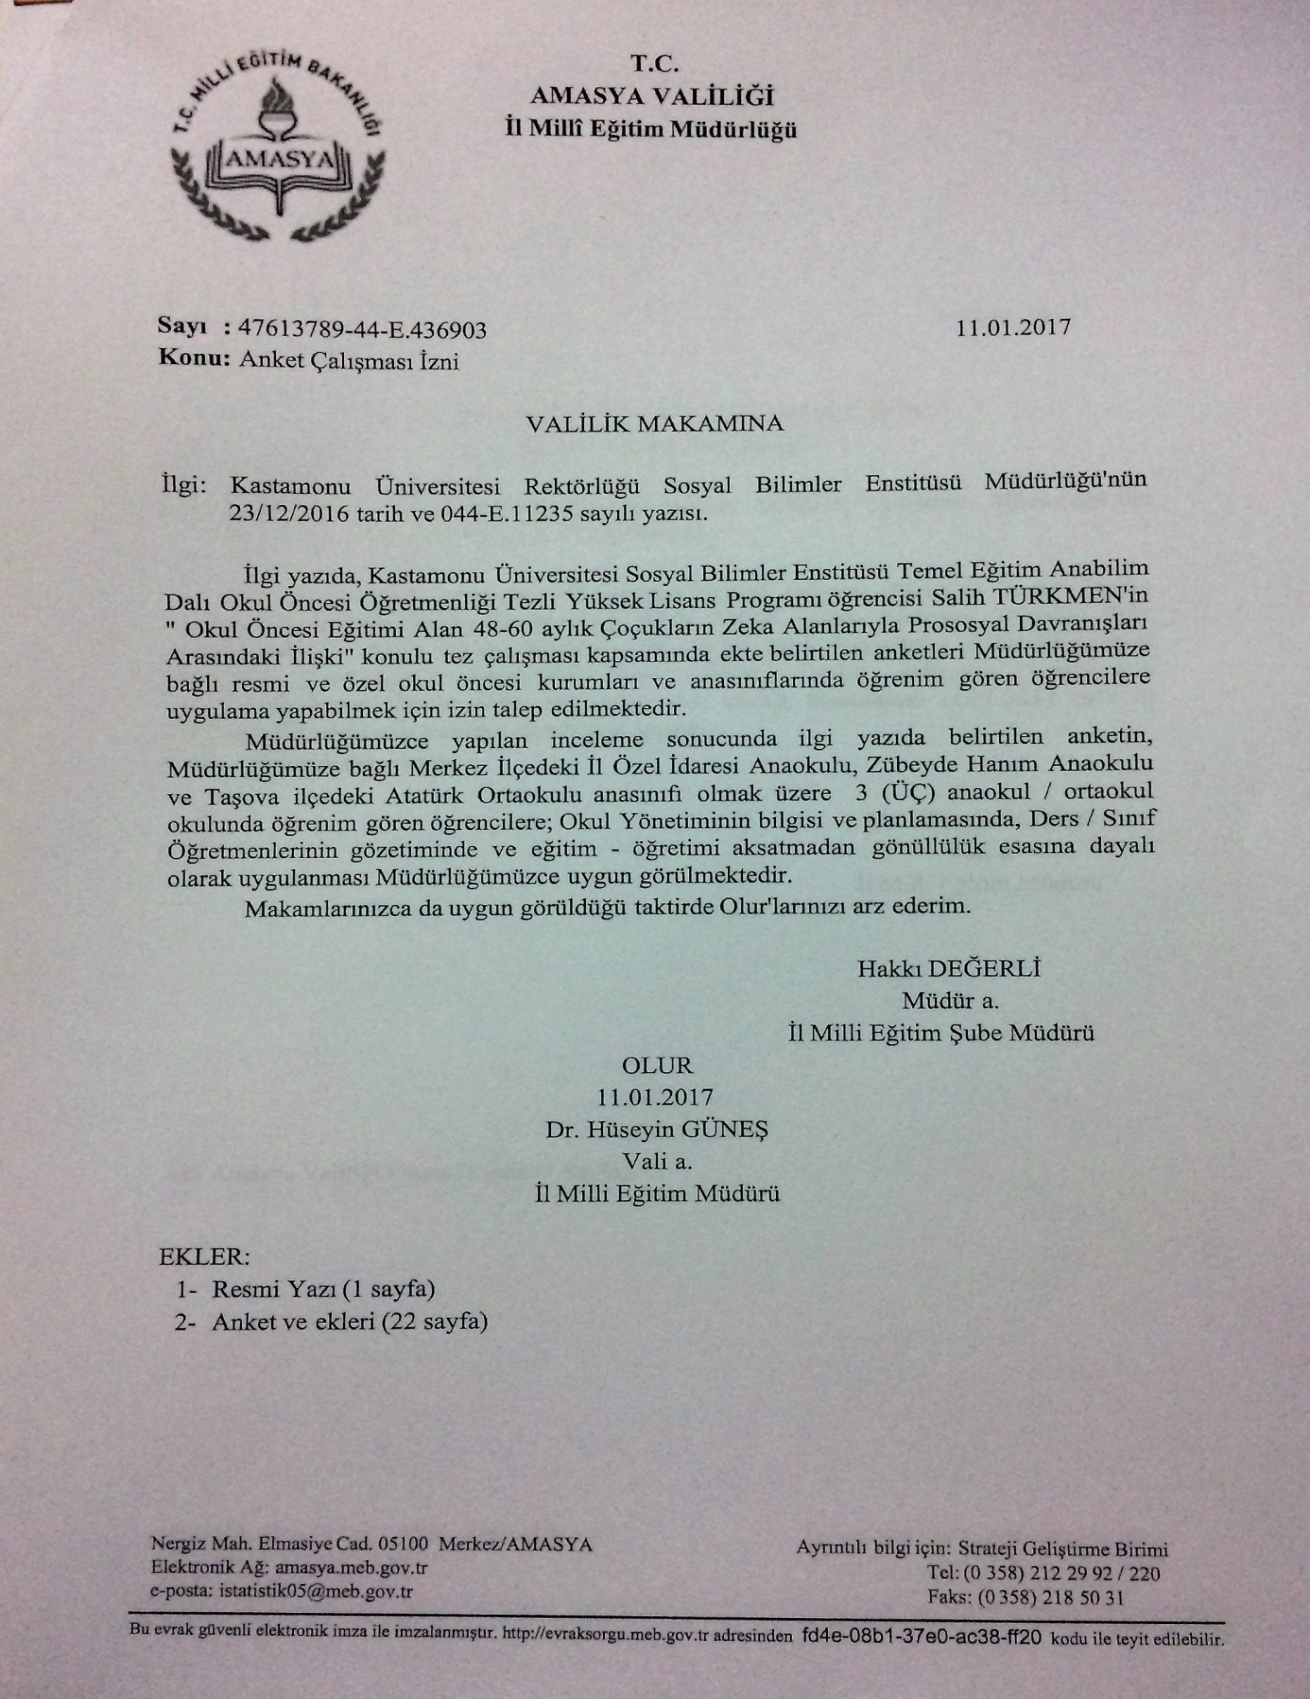 T.C. MİLLİ EĞİTİM BAKANLIĞI
AMASYA
T.C.
AMASYA VALİLİĞİ
İl Millî Eğitim Müdürlüğü
Sayı : 47613789-44-E.436903 11.01.2017
Konu: Anket Çalışması İzni
VALİLİK MAKAMINA
İlgi: Kastamonu Üniversitesi Rektörlüğü Sosyal Bilimler Enstitüsü Müdürlüğü'nün
23/12/2016 tarih ve 044-E.11235 sayılı yazısı.
İlgi yazıda, Kastamonu Üniversitesi Sosyal Bilimler Enstitüsü Temel Eğitim Anabilim
Dalı Okul Öncesi Öğretmenliği Tezli Yüksek Lisans Programı öğrencisi Salih TÜRKMEN'in
" Okul Öncesi Eğitimi Alan 48-60 aylık Çoçukların Zeka Alanlarıyla Prososyal Davranışları
Arasındaki İlişki" konulu tez çalışması kapsamında ekte belirtilen anketleri Müdürlüğümüze
bağlı resmi ve özel okul öncesi kurumları ve anasınıflarında öğrenim gören öğrencilere
uygulama yapabilmek için izin talep edilmektedir.
Müdürlüğümüzce yapılan inceleme sonucunda ilgi yazıda belirtilen anketin,
Müdürlüğümüze bağlı Merkez İlçedeki İl Özel İdaresi Anaokulu, Zübeyde Hanım Anaokulu
ve Taşova ilçedeki Atatürk Ortaokulu anasınıfı olmak üzere 3 (ÜÇ) anaokul / ortaokul
okulunda öğrenim gören öğrencilere; Okul Yönetiminin bilgisi ve planlamasında, Ders / Sınıf
Öğretmenlerinin gözetiminde ve eğitim - öğretimi aksatmadan gönüllülük esasına dayalı
olarak uygulanması Müdürlüğümüzce uygun görülmektedir.
Makamlarınızca da uygun görüldüğü taktirde Olur'larınızı arz ederim.
Hakkı DEĞERLİ
Müdür a.
İl Milli Eğitim Şube Müdürü
OLUR
11.01.2017
Dr. Hüseyin GÜNEŞ
Vali a.
İl Milli Eğitim Müdürü
EKLER:
1- Resmi Yazı (1 sayfa)
2- Anket ve ekleri (22 sayfa)
Nergiz Mah. Elmasiye Cad. 05100 Merkez/AMASYA
Elektronik Ağ: amasya.meb.gov.tr
e-posta: istatistik05@meb.gov.tr
Ayrıntılı bilgi için: Strateji Geliştirme Birimi
Tel: (0 358) 212 29 92 / 220
Faks: (0 358) 218 50 31
Bu evrak güvenli elektronik imza ile imzalanmıştır. http://evraksorgu.meb.gov.tr adresinden fd4e-08b1-37e0-ac38-ff20 kodu ile teyit edilebilir.